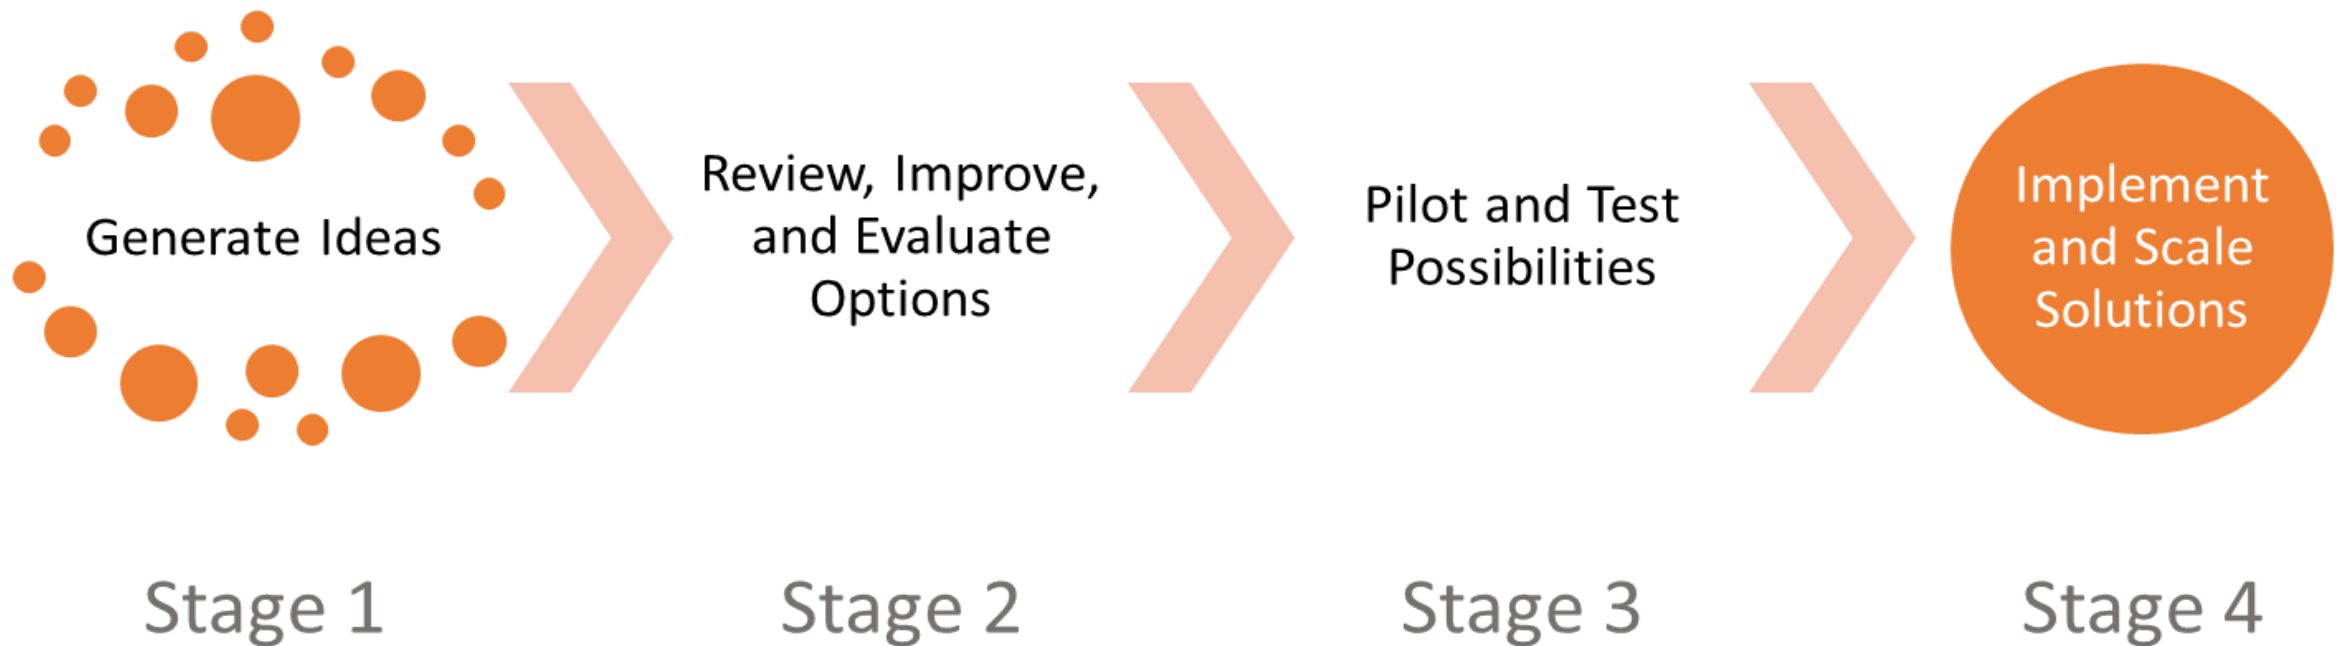 Generate Ideas
Review, Improve,
and Evaluate
Options
Pilot and Test
Possibilities
Implement
and Scale
Solutions
Stage 1
Stage 2
Stage 3
Stage 4